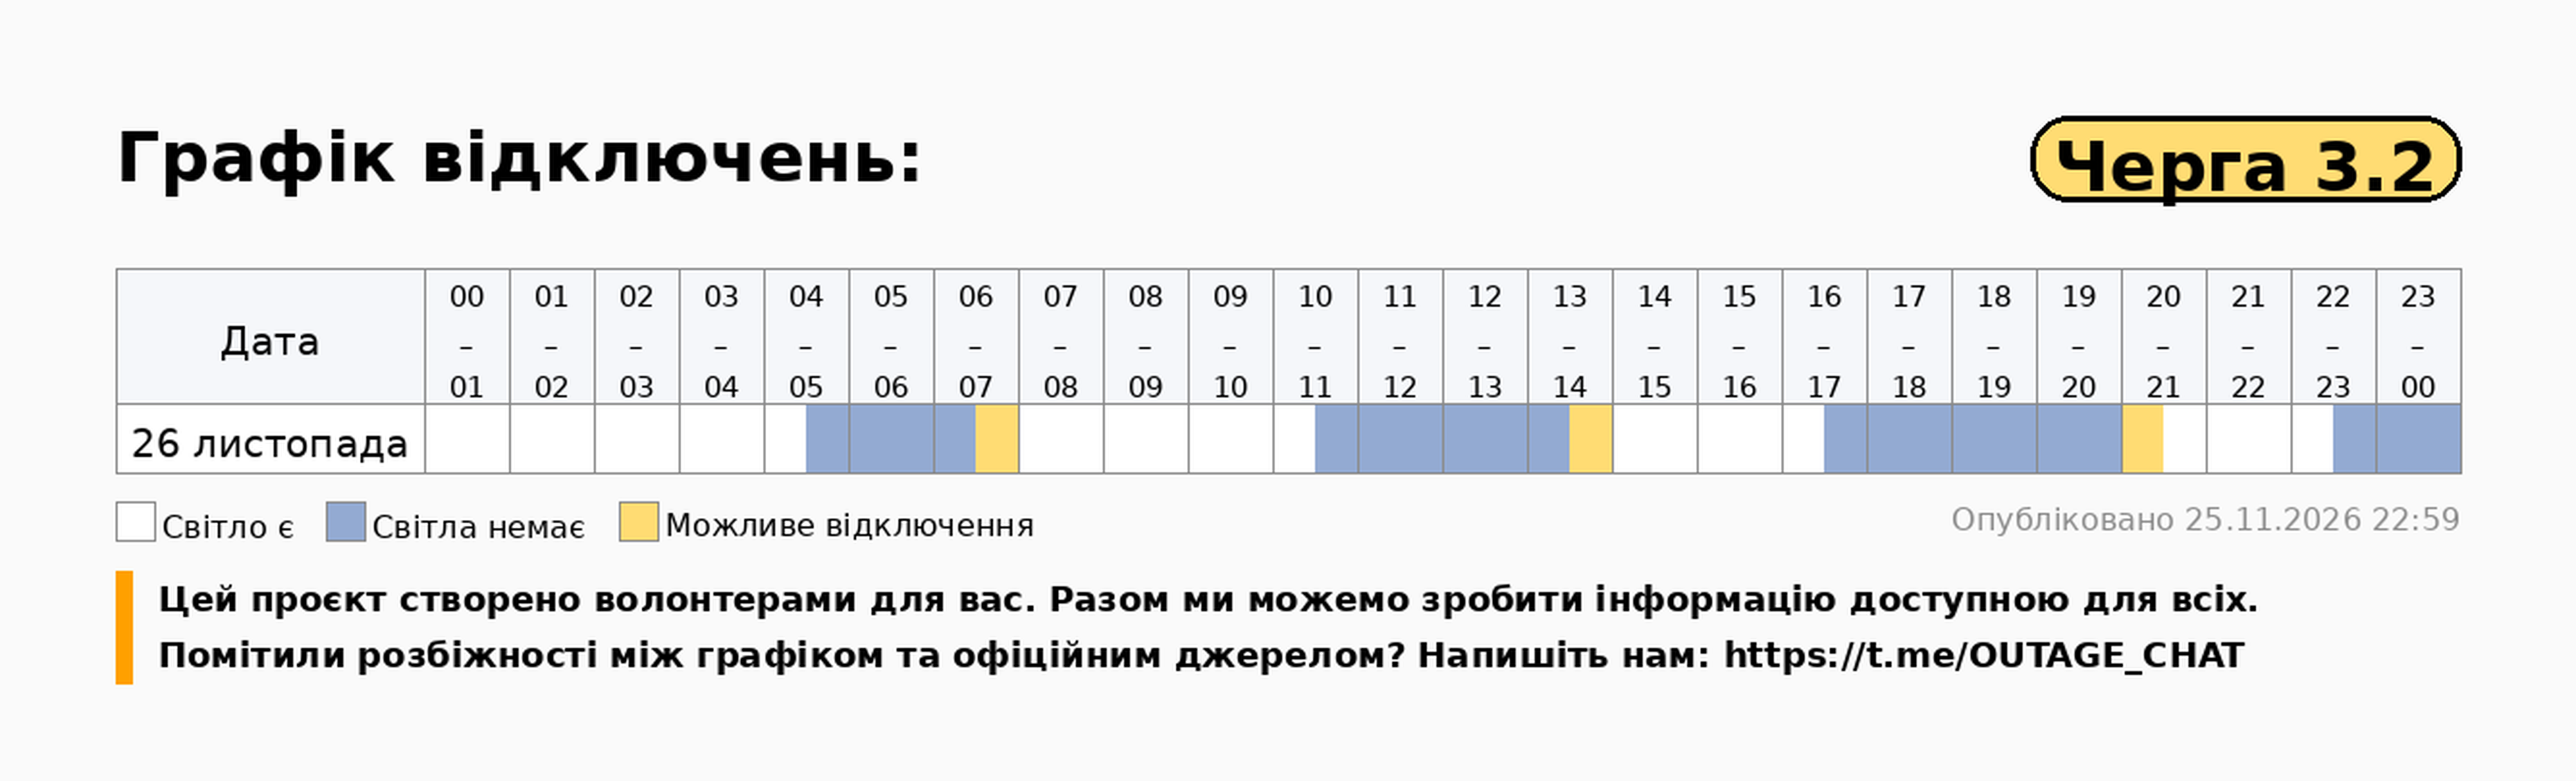 Графік відключень:
Черга 3.2
Дата 00 – 01 01 – 02 02 – 03 03 – 04 04 – 05 05 – 06 06 – 07 07 – 08 08 – 09 09 – 10 10 – 11 11 – 12 12 – 13 13 – 14 14 – 15 15 – 16 16 – 17 17 – 18 18 – 19 19 – 20 20 – 21 21 – 22 22 – 23 23 – 00
26 листопада
Світло є Світла немає Можливе відключення
Опубліковано 25.11.2026 22:59
Цей проєкт створено волонтерами для вас. Разом ми можемо зробити інформацію доступною для всіх.
Помітили розбіжності між графіком та офіційним джерелом? Напишіть нам: https://t.me/OUTAGE_CHAT